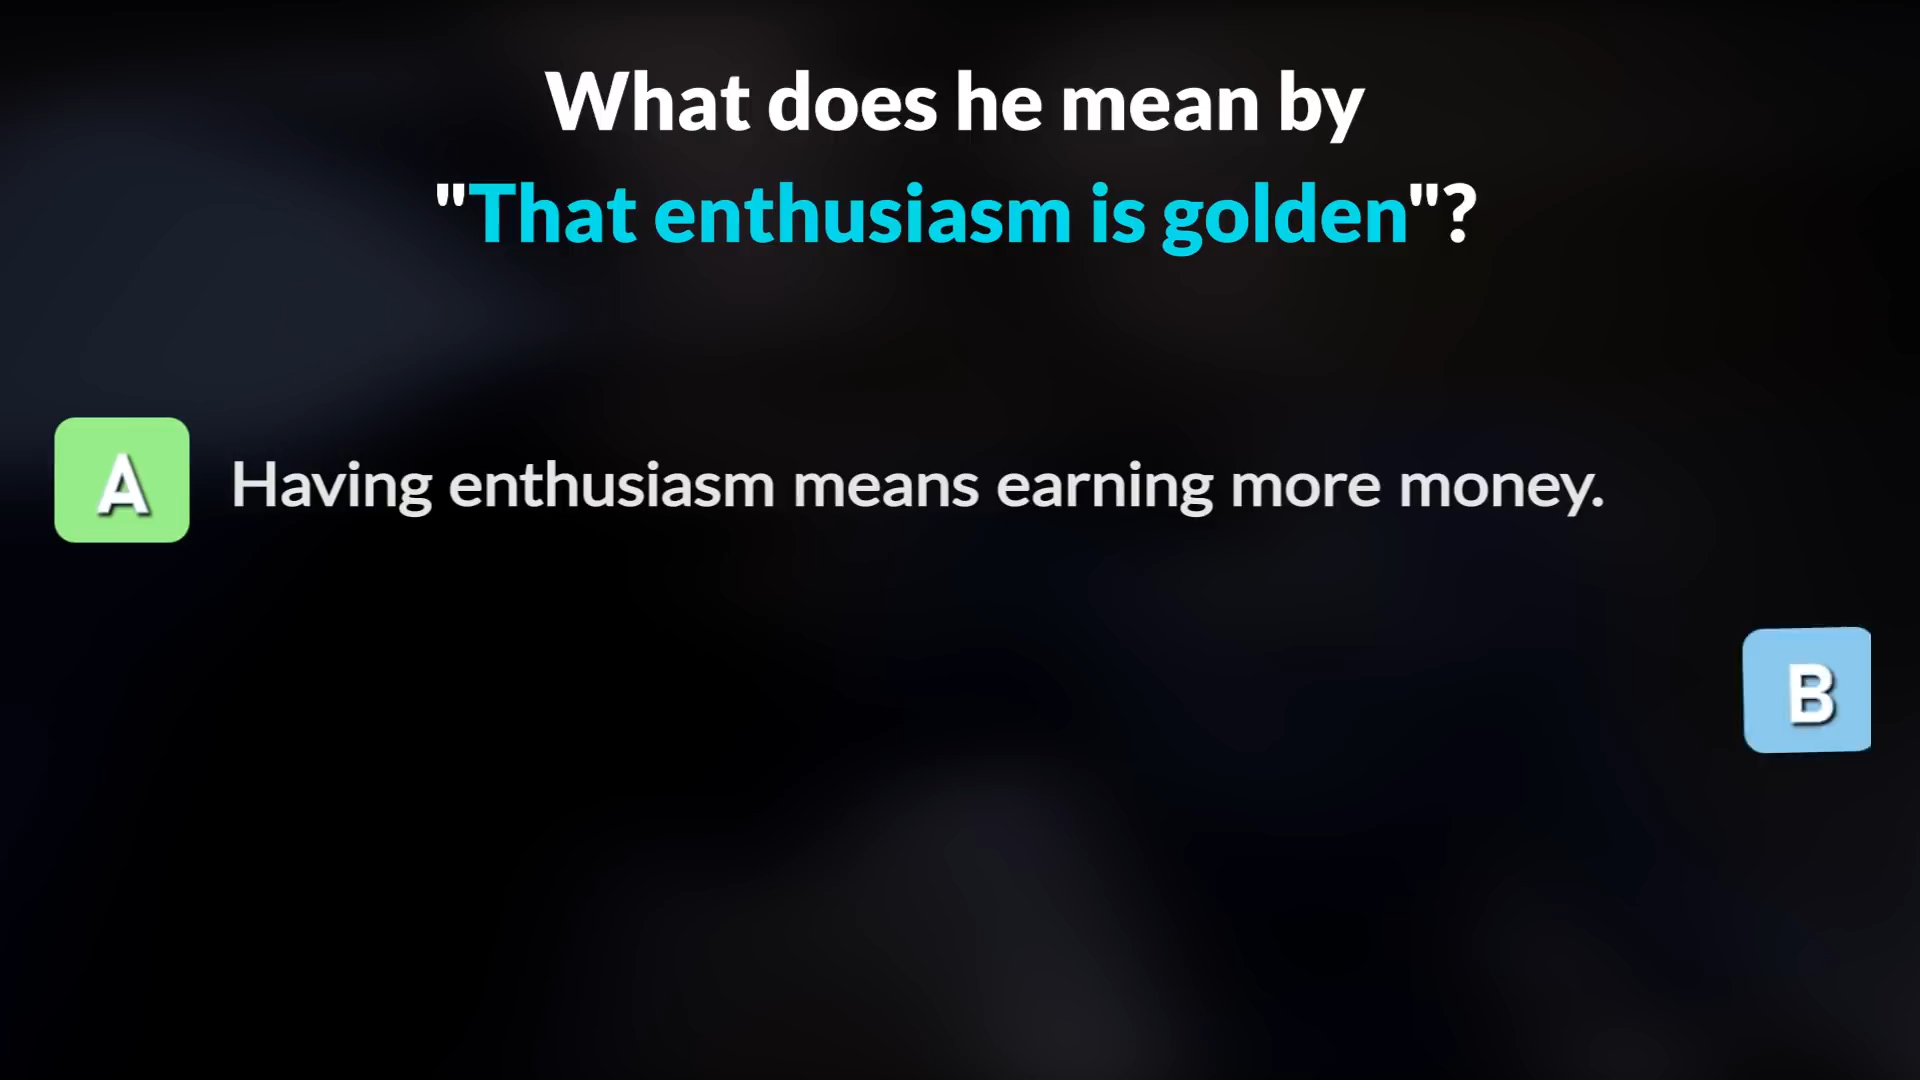 What does he mean by
"That enthusiasm is golden"?
A Having enthusiasm means earning more money.
B